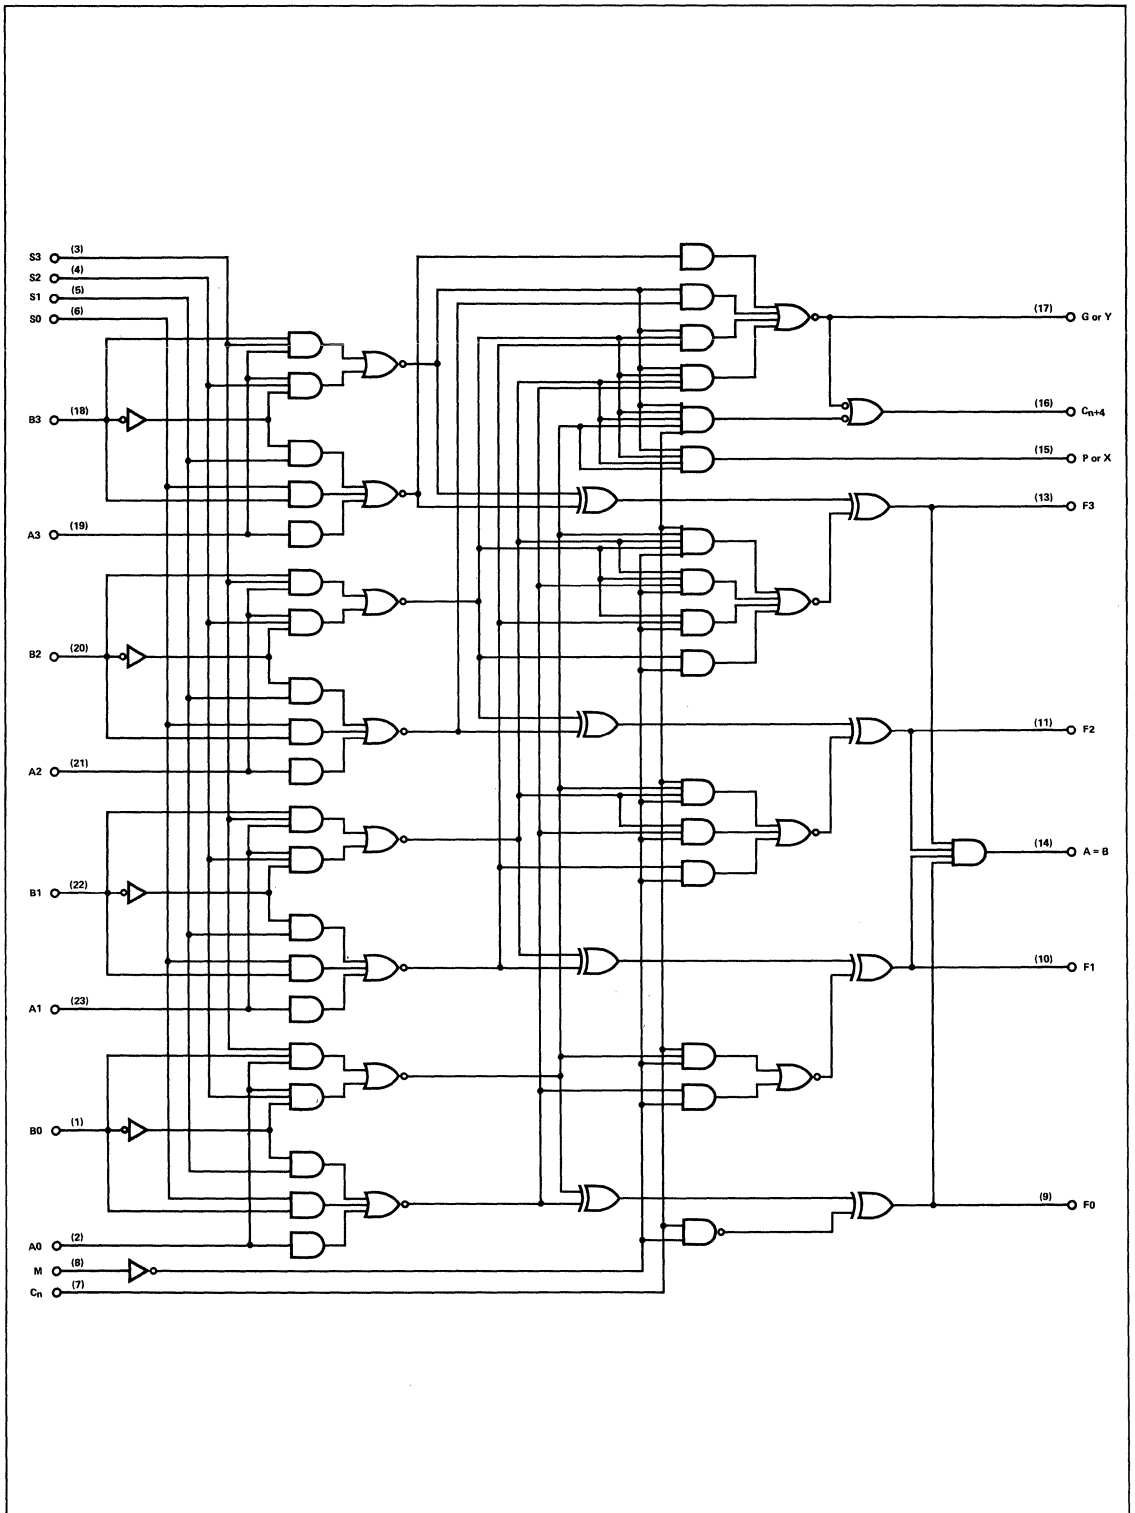 S3 (3)
S2 (4)
S1 (5)
S0 (6)
B3 (18)
A3 (19)
B2 (20)
A2 (21)
B1 (22)
A1 (23)
B0 (1)
A0 (2)
M (8)
Cn (7)
(17) G or Y
(16) Cn+4
(15) P or X
(13) F3
(11) F2
(14) A = B
(10) F1
(9) F0